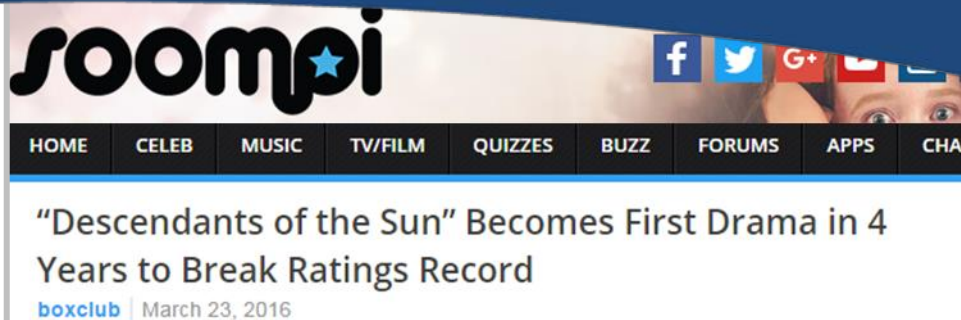 soompi
f G+
HOME CELEB MUSIC TV/FILM QUIZZES BUZZ FORUMS APPS CHA
“Descendants of the Sun” Becomes First Drama in 4
Years to Break Ratings Record
boxclub | March 23, 2016